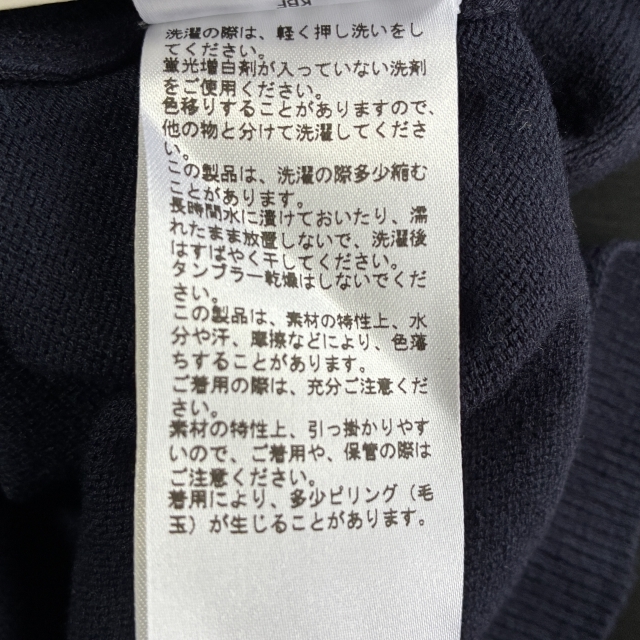 洗濯の際は、軽く押し洗いをし
てください。
蛍光増白剤が入っていない洗剤
をご使用ください。
色移りすることがありますので、
他の物と分けて洗濯してくださ
い。
この製品は、洗濯の際多少縮む
ことがあります。
長時間水に漬けておいたり、濡
れたまま放置しないで、洗濯後
はすばやく干してください。
タンブラー乾燥はしないでくだ
さい。
この製品は、素材の特性上、水
分や汗、摩擦などにより、色落
ちすることがあります。
ご着用の際は、充分ご注意くだ
さい。
素材の特性上、引っ掛かりやす
いので、ご着用や、保管の際は
ご注意ください。
着用により、多少ピリング（毛
玉）が生じることがあります。